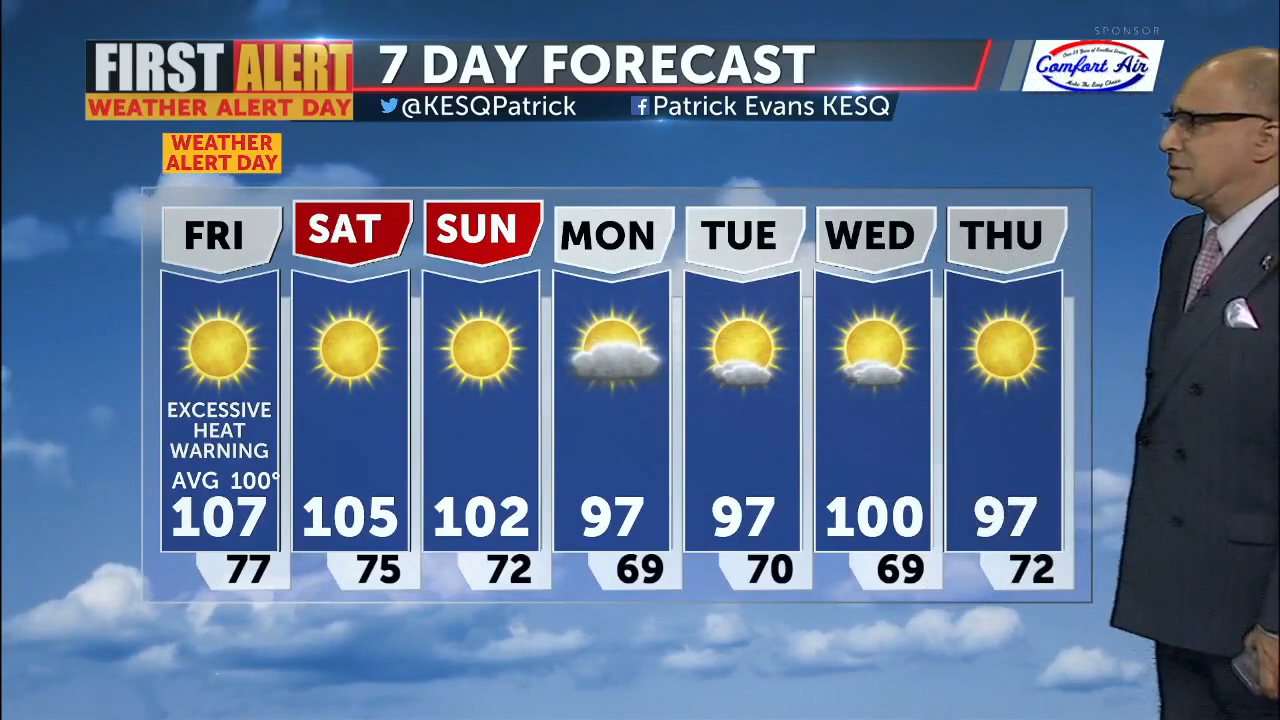 SPONSOR
FIRST ALERT
WEATHER ALERT DAY
7 DAY FORECAST
@KESQPatrick
Patrick Evans KESQ
Comfort Air
WEATHER
ALERT DAY
FRI SAT SUN MON TUE WED THU
EXCESSIVE
HEAT
WARNING
AVG 100°
107 105 102 97 97 100 97
77 75 72 69 70 69 72